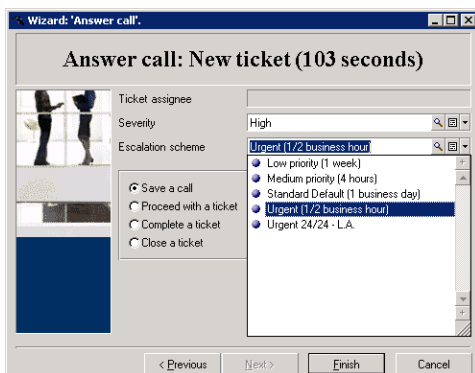 Wizard: 'Answer call'.
Answer call: New ticket (103 seconds)
Ticket assignee
Severity
High
Escalation scheme
Urgent (1/2 business hour
Low priority (1 week)
Medium priority (4 hours)
Standard Default (1 business day)
Urgent (1/2 business hour)
Urgent 24/24 - L.A.
Save a call
Proceed with a ticket
Complete a ticket
Close a ticket
< Previous
Next >
Finish
Cancel